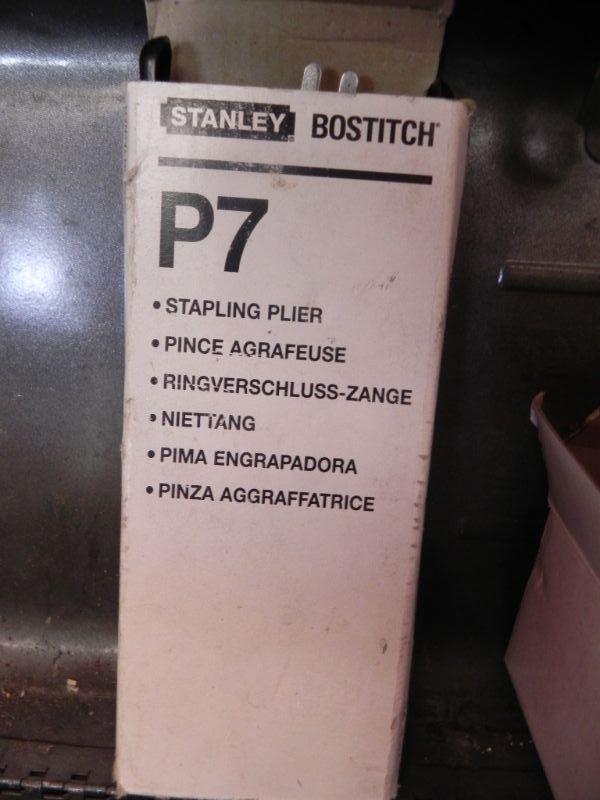 STANLEY BOSTITCH
P7
• STAPLING PLIER
• PINCE AGRAFEUSE
• RINGVERSCHLUSS-ZANGE
• NIETTANG
• PIMA ENGRAPADORA
• PINZA AGGRAFFATRICE